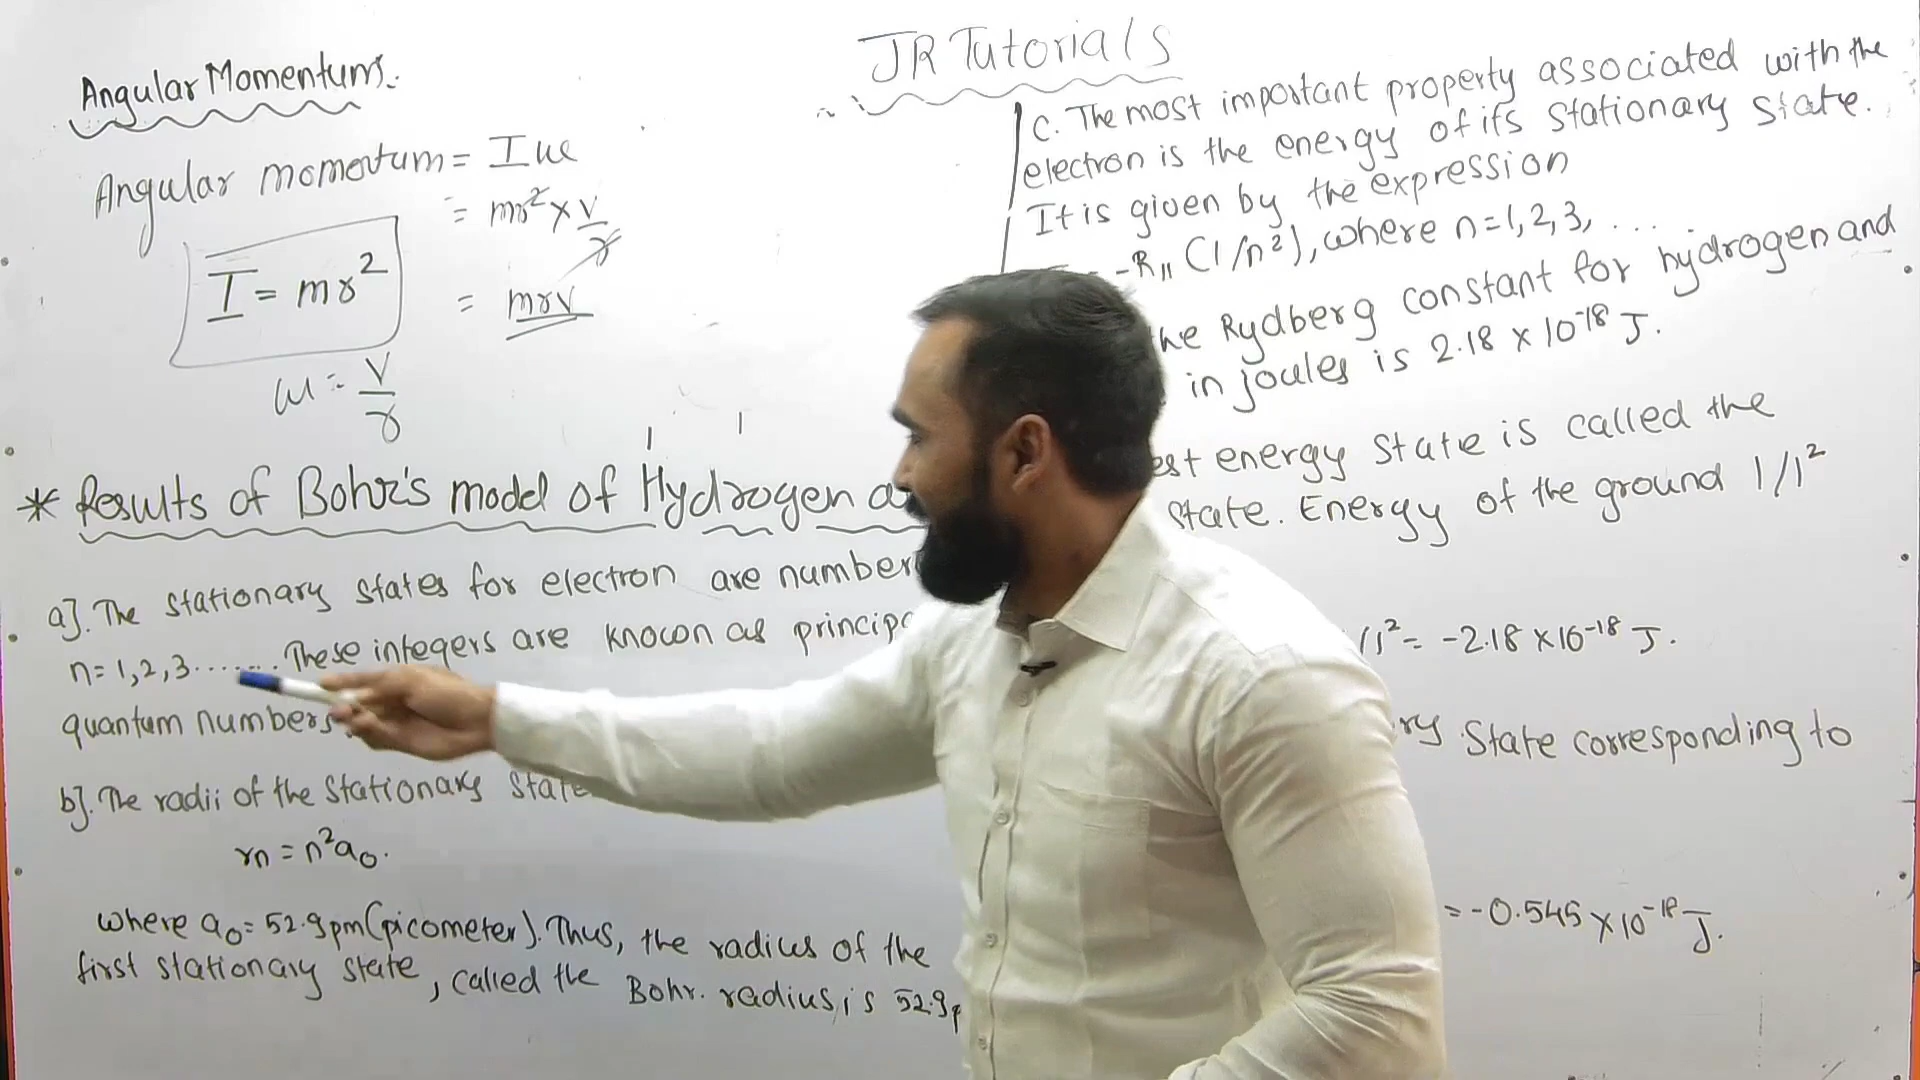 JR Tutorials
Angular Momentum.
Angular momentum = Iω
= mr² × v/r
I = mr²
= mrv
ω = v/r
* Results of Bohr's model of Hydrogen
a]. The stationary states for electron are number
n = 1,2,3....... These integers are known as
quantum numbers
b]. The radii of the stationary
rn = n²a₀.
where a₀ = 52.9pm(picometer). Thus, the radius of the
first stationary state, called the Bohr. radius, is 52.9p
C. The most important property associated with the
electron is the energy of its stationary state.
It is given by the expression
-RH (1/n²), where n=1,2,3, ...
the Rydberg constant for hydrogen and
in joules is 2.18 × 10⁻¹⁸ J.
energy state is called the
state. Energy of the ground 1/1²
/1² = -2.18 × 10⁻¹⁸ J.
State corresponding to
= -0.545 × 10⁻¹⁸ J.